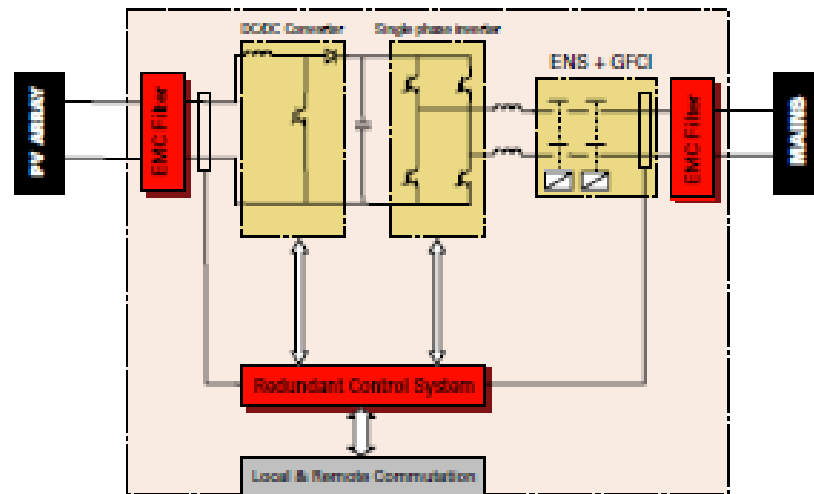 DC/DC Converter
Single phase inverter
ENS + GFCI
PV ARRAY
EMC Filter
EMC Filter
MAINS
Redundant Control System
Local & Remote Commutation